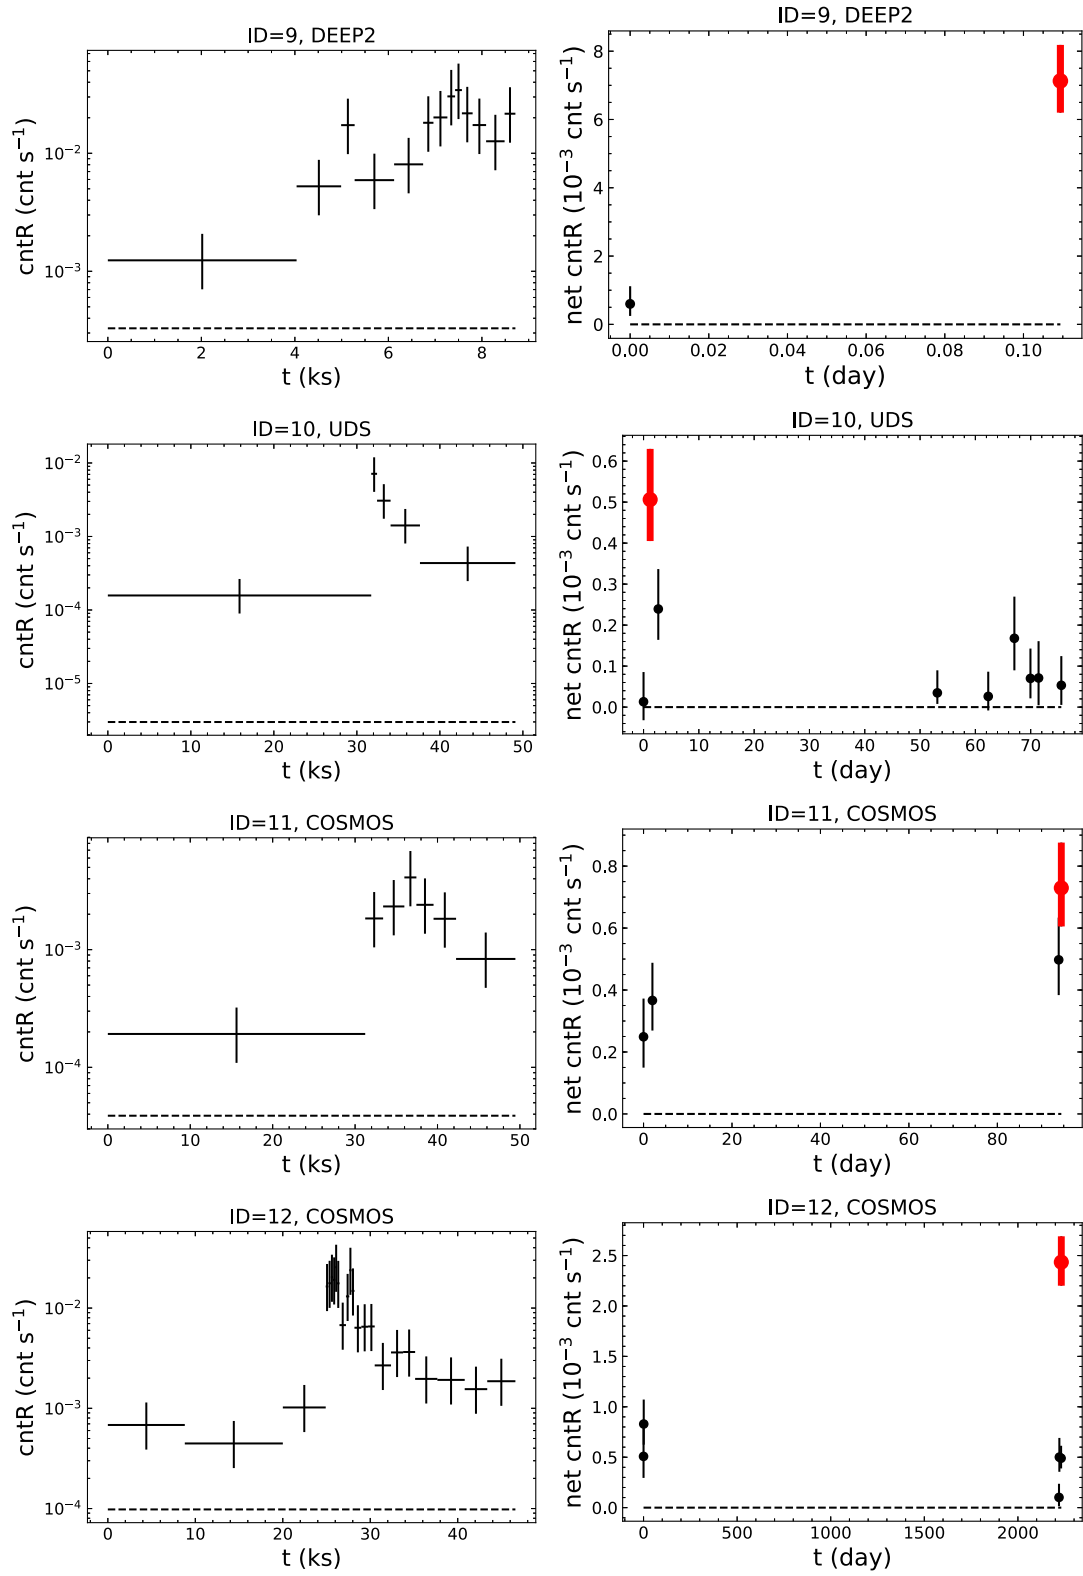 ID=9, DEEP2
cntR (cnt s⁻¹)
10⁻²
10⁻³
0 2 4 6 8
t (ks)
ID=9, DEEP2
net cntR (10⁻³ cnt s⁻¹)
8
6
4
2
0
0.00 0.02 0.04 0.06 0.08 0.10
t (day)
ID=10, UDS
cntR (cnt s⁻¹)
10⁻²
10⁻³
10⁻⁴
10⁻⁵
0 10 20 30 40 50
t (ks)
ID=10, UDS
net cntR (10⁻³ cnt s⁻¹)
0.6
0.5
0.4
0.3
0.2
0.1
0.0
0 10 20 30 40 50 60 70
t (day)
ID=11, COSMOS
cntR (cnt s⁻¹)
10⁻³
10⁻⁴
0 10 20 30 40 50
t (ks)
ID=11, COSMOS
net cntR (10⁻³ cnt s⁻¹)
0.8
0.6
0.4
0.2
0.0
0 20 40 60 80
t (day)
ID=12, COSMOS
cntR (cnt s⁻¹)
10⁻²
10⁻³
10⁻⁴
0 10 20 30 40
t (ks)
ID=12, COSMOS
net cntR (10⁻³ cnt s⁻¹)
2.5
2.0
1.5
1.0
0.5
0.0
0 500 1000 1500 2000
t (day)